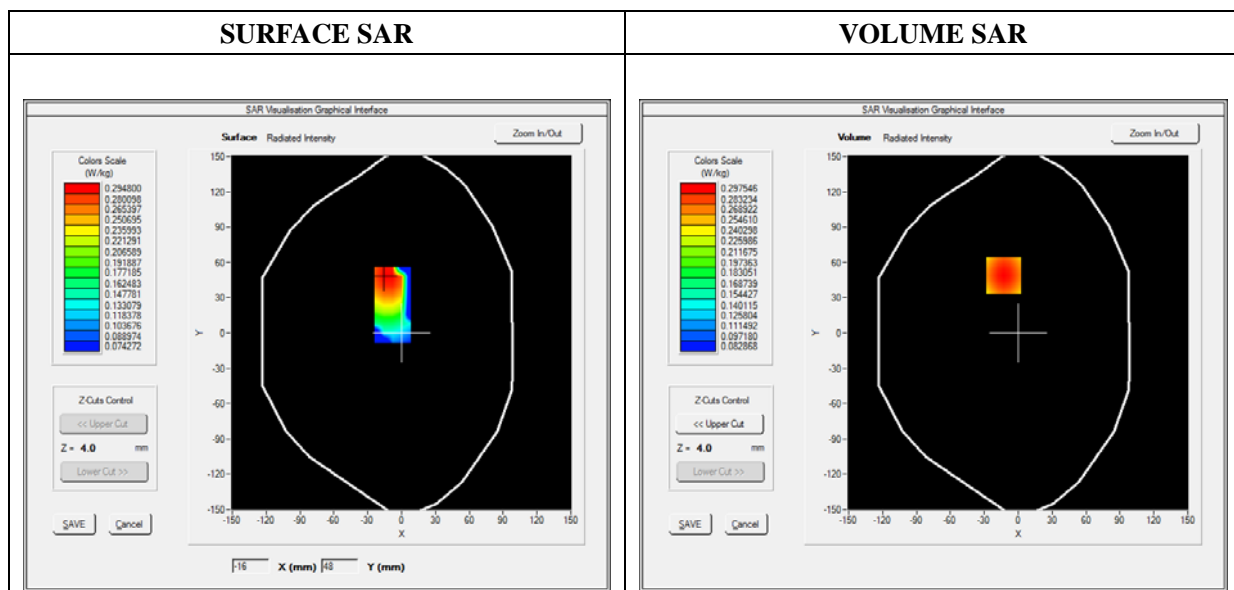 SURFACE SAR
SAR Visualisation Graphical Interface
Surface Radiated Intensity
Zoom In/Out
Colors Scale
(W/kg)
0.294800
0.280098
0.265397
0.250695
0.235993
0.221291
0.206589
0.191887
0.177185
0.162483
0.147781
0.133079
0.118378
0.103676
0.088974
0.074272
Z-Cuts Control
<< Upper Cut
Z = 4.0 mm
Lower Cut >>
SAVE Cancel
150
120
90
60
30
0
-30
-60
-90
-120
-150
Y
-150 -120 -90 -60 -30 0 30 60 90 120 150
X
-16 X (mm) 48 Y (mm)
VOLUME SAR
SAR Visualisation Graphical Interface
Volume Radiated Intensity
Zoom In/Out
Colors Scale
(W/kg)
0.297546
0.283234
0.268922
0.254610
0.240298
0.225986
0.211675
0.197363
0.183051
0.168739
0.154427
0.140115
0.125804
0.111492
0.097180
0.082868
Z-Cuts Control
<< Upper Cut
Z = 4.0 mm
Lower Cut >>
SAVE Cancel
150
120
90
60
30
0
-30
-60
-90
-120
-150
Y
-150 -120 -90 -60 -30 0 30 60 90 120 150
X